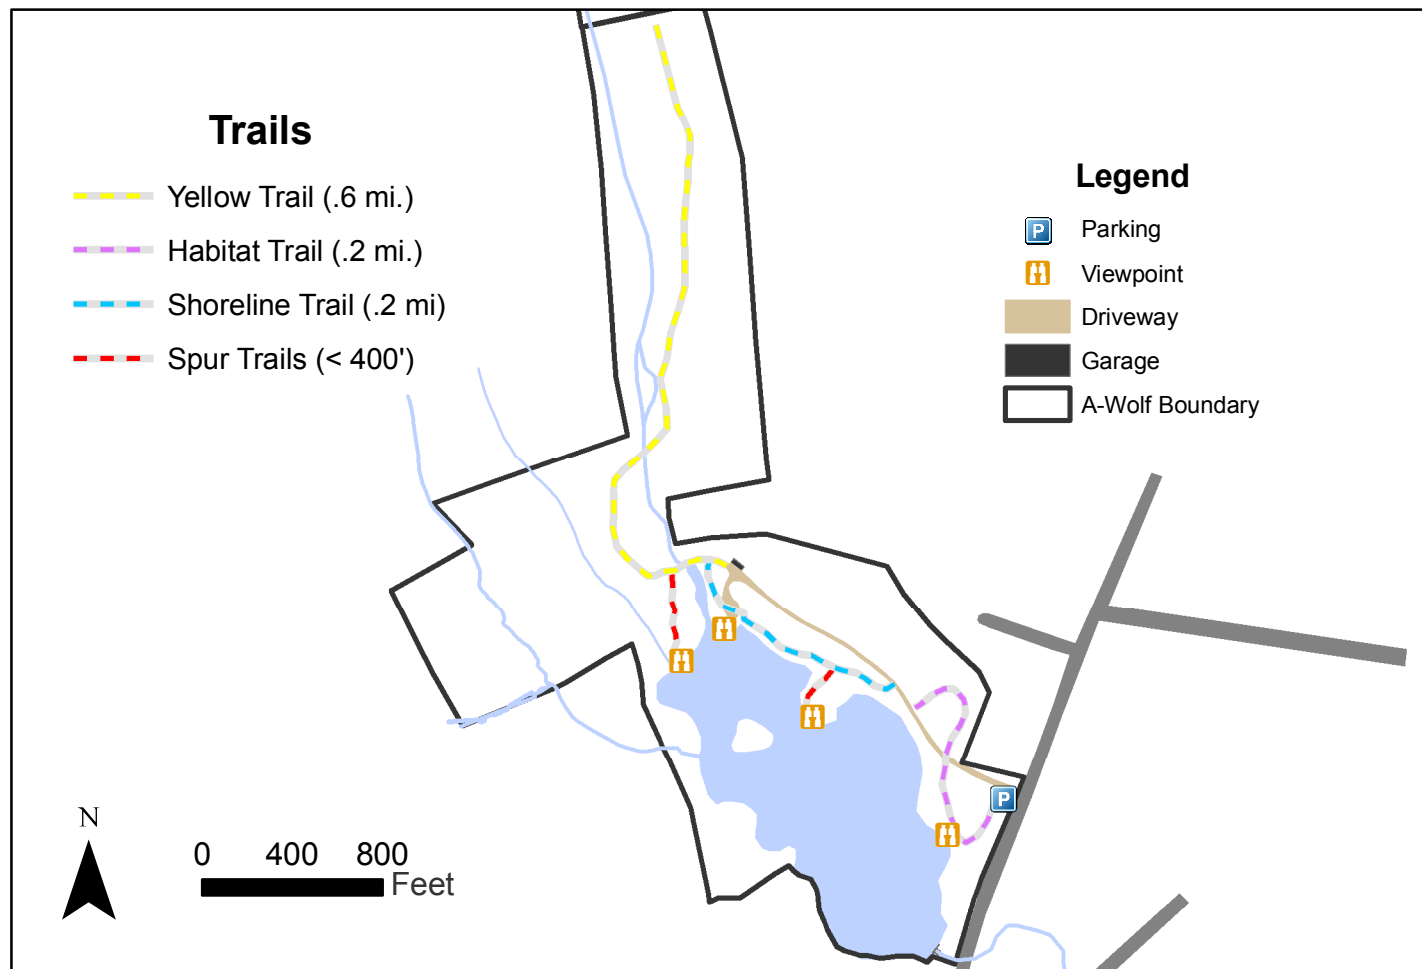 Trails
Yellow Trail (.6 mi.)
Habitat Trail (.2 mi.)
Shoreline Trail (.2 mi)
Spur Trails (< 400')
Legend
P Parking
Viewpoint
Driveway
Garage
A-Wolf Boundary
P
N
0 400 800
Feet